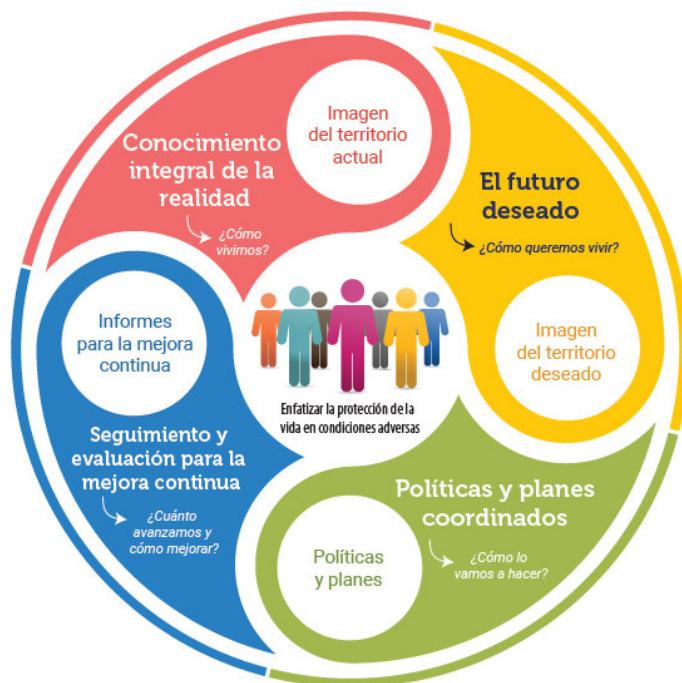 Imagen
del territorio
actual
Conocimiento
integral de la
realidad
¿Cómo
vivimos?
El futuro
deseado
¿Cómo queremos vivir?
Imagen
del territorio
deseado
Políticas y planes
coordinados
¿Cómo lo
vamos a hacer?
Políticas
y planes
Seguimiento y
evaluación para la
mejora continua
¿Cuánto
avanzamos y
cómo mejorar?
Informes
para la mejora
continua
Enfatizar la protección de la
vida en condiciones adversas